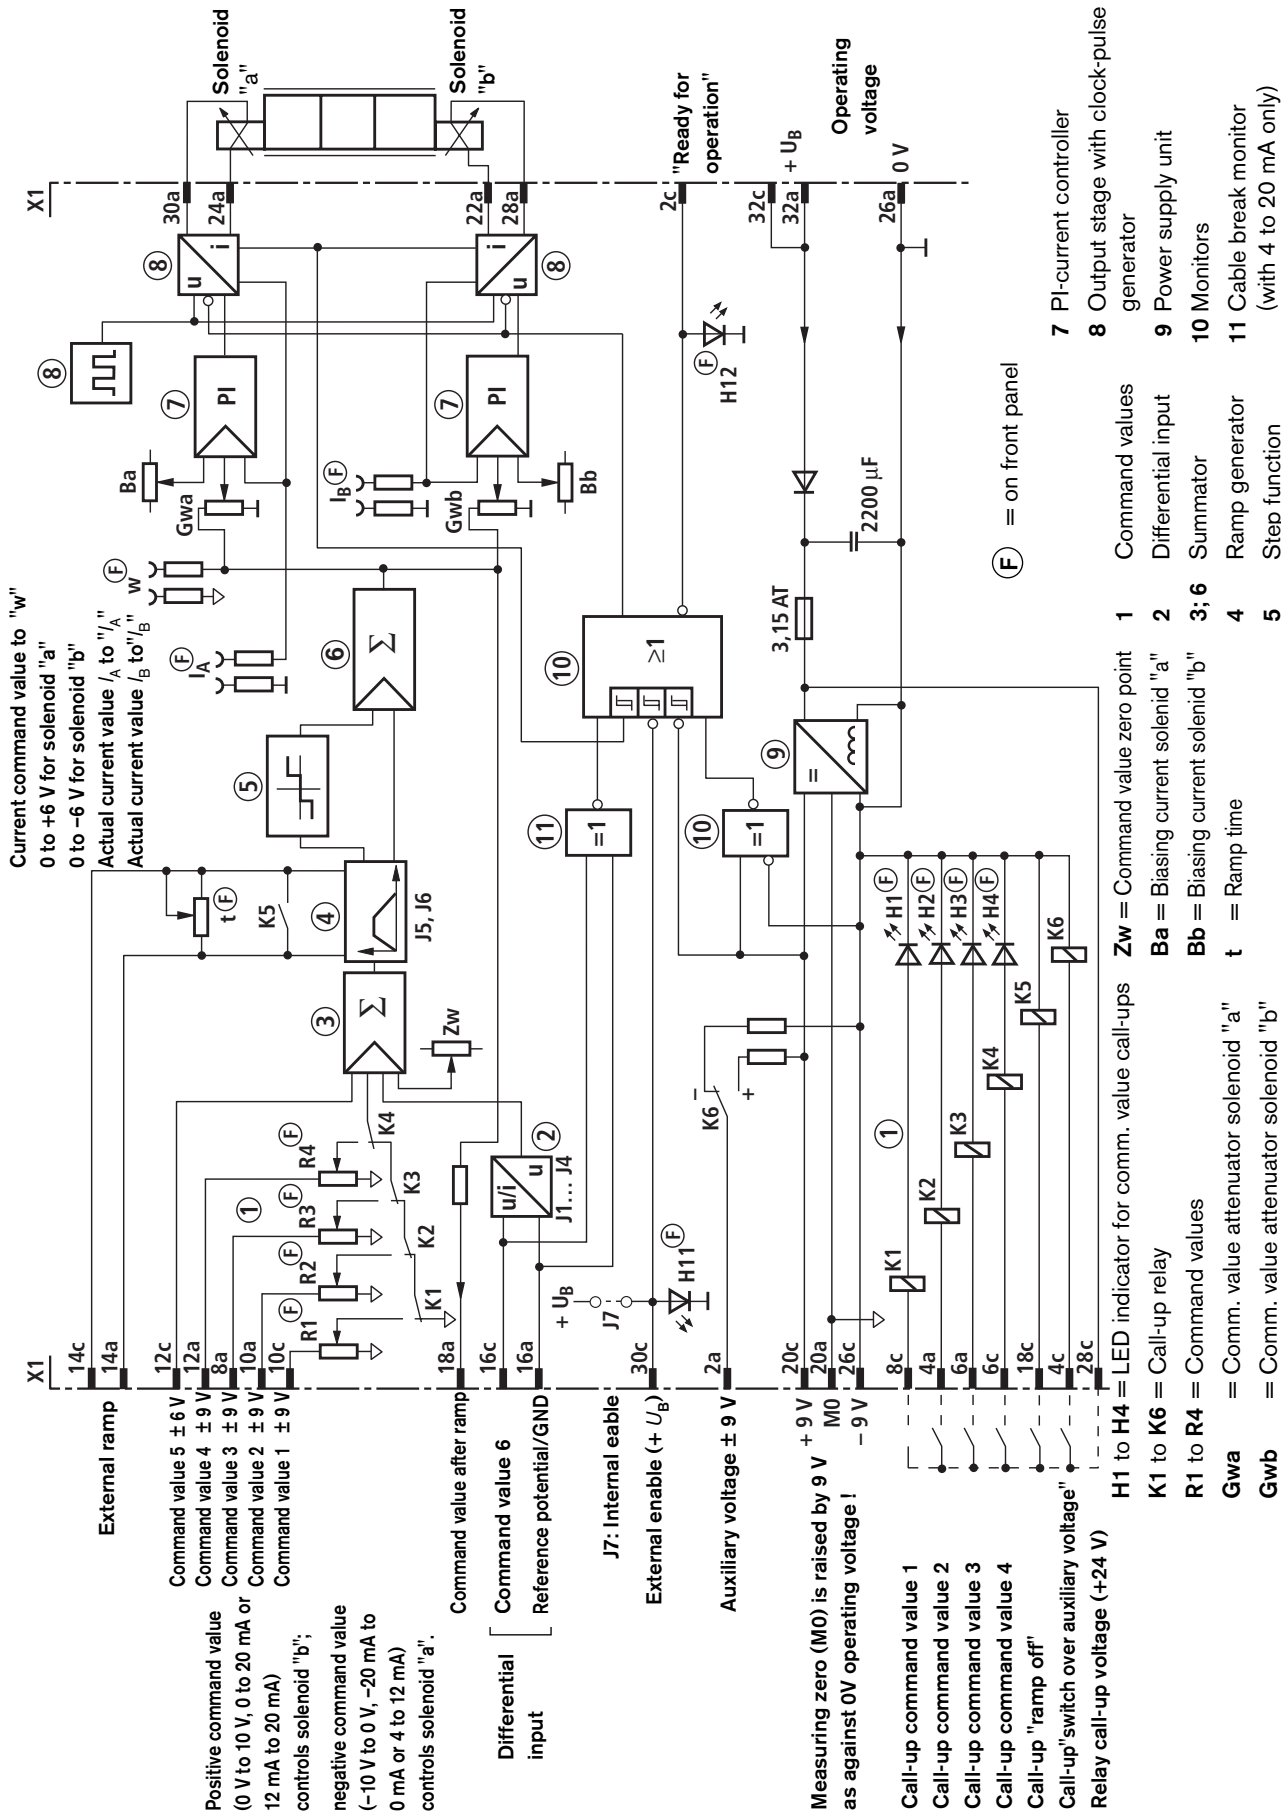 X1
External ramp
14c
14a
Command value 5 ± 6 V
12c
Command value 4 ± 9 V
12a
Command value 3 ± 9 V
8a
Command value 2 ± 9 V
10a
Command value 1 ± 9 V
10c
Positive command value
(0 V to 10 V, 0 to 20 mA or
12 mA to 20 mA)
controls solenoid "b";
negative command value
(−10 V to 0 V, −20 mA to
0 mA or 4 to 12 mA)
controls solenoid "a".
Command value after ramp
18a
Differential
input
Command value 6
16c
Reference potential/GND
16a
J7: Internal eable
External enable (+ UB)
30c
Auxiliary voltage ± 9 V
2a
+ 9 V
20c
M0
20a
− 9 V
26c
Measuring zero (M0) is raised by 9 V
as against 0V operating voltage !
Call-up command value 1
8c
Call-up command value 2
4a
Call-up command value 3
6a
Call-up command value 4
6c
Call-up "ramp off"
18c
Call-up"switch over auxiliary voltage"
4c
Relay call-up voltage (+24 V)
28c
R1
F
R2
F
R3
F
R4
F
1
K1
K2
K3
K4
Zw
3
Σ
t
F
K5
4
J5, J6
5
6
Σ
u/i
u
2
J1... J4
+ UB
J7
H11
F
K6
−
+
11
=1
10
=1
10
≥1
9
=
3,15 AT
2200 µF
1
K1
K2
K3
K4
K5
K6
H1
F
H2
F
H3
F
H4
F
Current command value to "w"
0 to +6 V for solenoid "a"
0 to −6 V for solenoid "b"
Actual current value IA to"IA"
Actual current value IB to"IB"
IA
F
w
F
Gwa
Ba
7
PI
8
IB
F
Gwb
Bb
7
PI
u
i
8
u
i
8
H12
F
X1
30a
24a
22a
28a
2c
32c
32a
26a
Solenoid
"a"
Solenoid
"b"
"Ready for
operation"
+ UB
Operating
voltage
0 V
F = on front panel
H1 to H4 = LED indicator for comm. value call-ups
K1 to K6 = Call-up relay
R1 to R4 = Command values
Gwa = Comm. value attenuator solenoid "a"
Gwb = Comm. value attenuator solenoid "b"
Zw = Command value zero point
Ba = Biasing current solenid "a"
Bb = Biasing current solenid "b"
t = Ramp time
1 Command values
2 Differential input
3; 6 Summator
4 Ramp generator
5 Step function
7 PI-current controller
8 Output stage with clock-pulse
generator
9 Power supply unit
10 Monitors
11 Cable break monitor
(with 4 to 20 mA only)